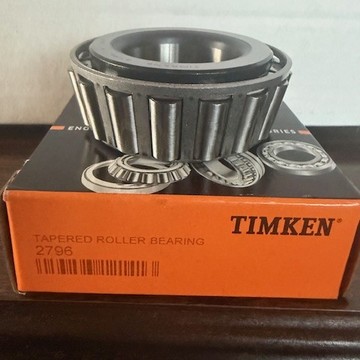 TIMKEN®
TAPERED ROLLER BEARING
2796